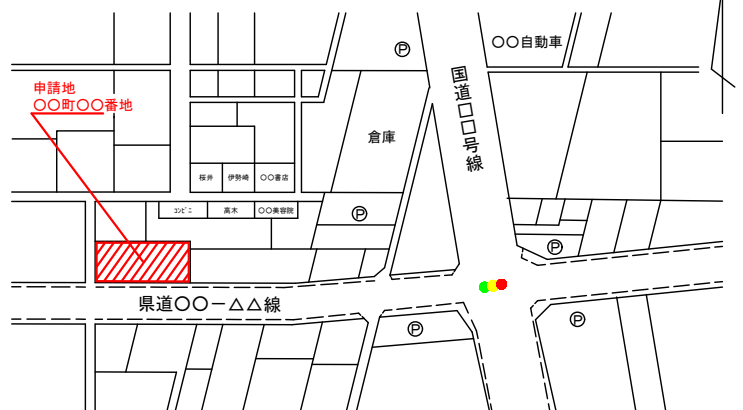 〇〇自動車
Ⓟ
国道□□号線
申請地
〇〇町〇〇番地
倉庫
桜井
伊勢崎
〇〇書店
コンビニ
高木
〇〇美容院
Ⓟ
Ⓟ
県道〇〇－△△線
Ⓟ
Ⓟ